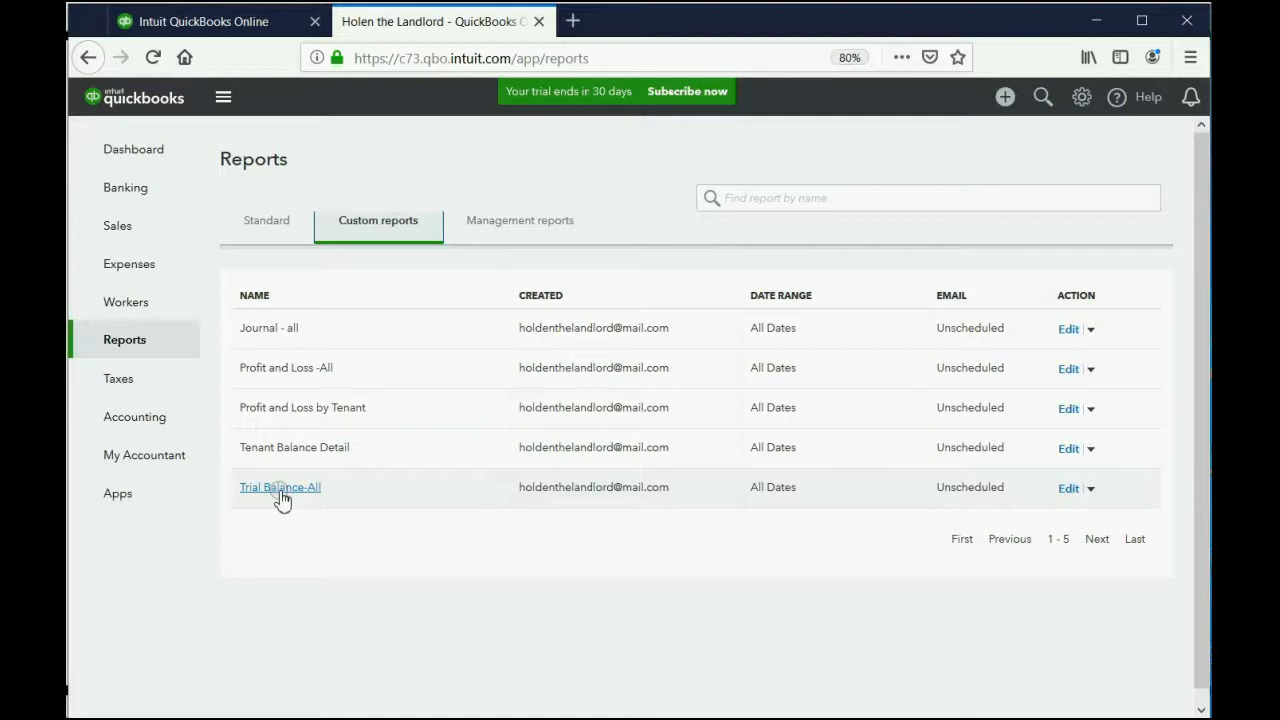 Intuit QuickBooks Online
Holen the Landlord - QuickBooks O
https://c73.qbo.intuit.com/app/reports
80%
intuit
quickbooks
Your trial ends in 30 days Subscribe now
Help
Dashboard
Banking
Sales
Expenses
Workers
Reports
Taxes
Accounting
My Accountant
Apps
Reports
Find report by name
Standard Custom reports Management reports
NAME CREATED DATE RANGE EMAIL ACTION
Journal - all holdenthelandlord@mail.com All Dates Unscheduled Edit
Profit and Loss -All holdenthelandlord@mail.com All Dates Unscheduled Edit
Profit and Loss by Tenant holdenthelandlord@mail.com All Dates Unscheduled Edit
Tenant Balance Detail holdenthelandlord@mail.com All Dates Unscheduled Edit
Trial Balance-All holdenthelandlord@mail.com All Dates Unscheduled Edit
First Previous 1 - 5 Next Last